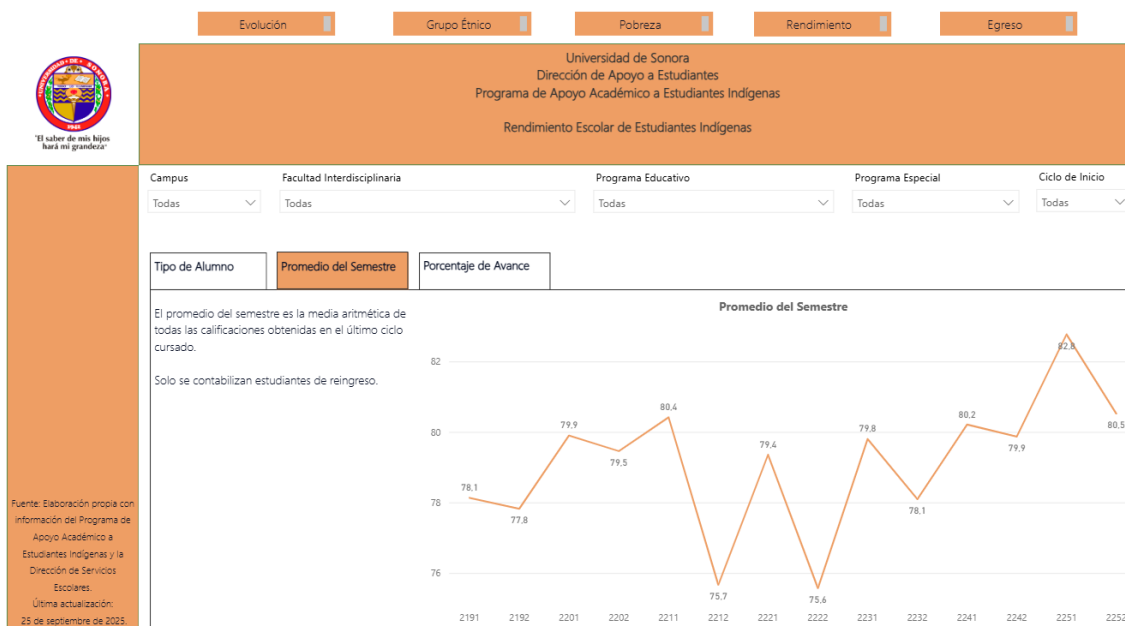 Evolución
Grupo Étnico
Pobreza
Rendimiento
Egreso
UNIVERSIDAD • DE • SONORA
1942
"El saber de mis hijos
hará mi grandeza"
Universidad de Sonora
Dirección de Apoyo a Estudiantes
Programa de Apoyo Académico a Estudiantes Indígenas
Rendimiento Escolar de Estudiantes Indígenas
Campus
Facultad Interdisciplinaria
Programa Educativo
Programa Especial
Ciclo de Inicio
Todas
Todas
Todas
Todas
Todas
Tipo de Alumno
Promedio del Semestre
Porcentaje de Avance
El promedio del semestre es la media aritmética de
todas las calificaciones obtenidas en el último ciclo
cursado.
Solo se contabilizan estudiantes de reingreso.
Promedio del Semestre
82
80
78
76
78,1
77,8
79,9
79,5
80,4
75,7
79,4
75,6
79,8
78,1
80,2
79,9
82,8
80,5
2191
2192
2201
2202
2211
2212
2221
2222
2231
2232
2241
2242
2251
2252
Fuente: Elaboración propia con
información del Programa de
Apoyo Académico a
Estudiantes Indígenas y la
Dirección de Servicios
Escolares.
Última actualización:
25 de septiembre de 2025.